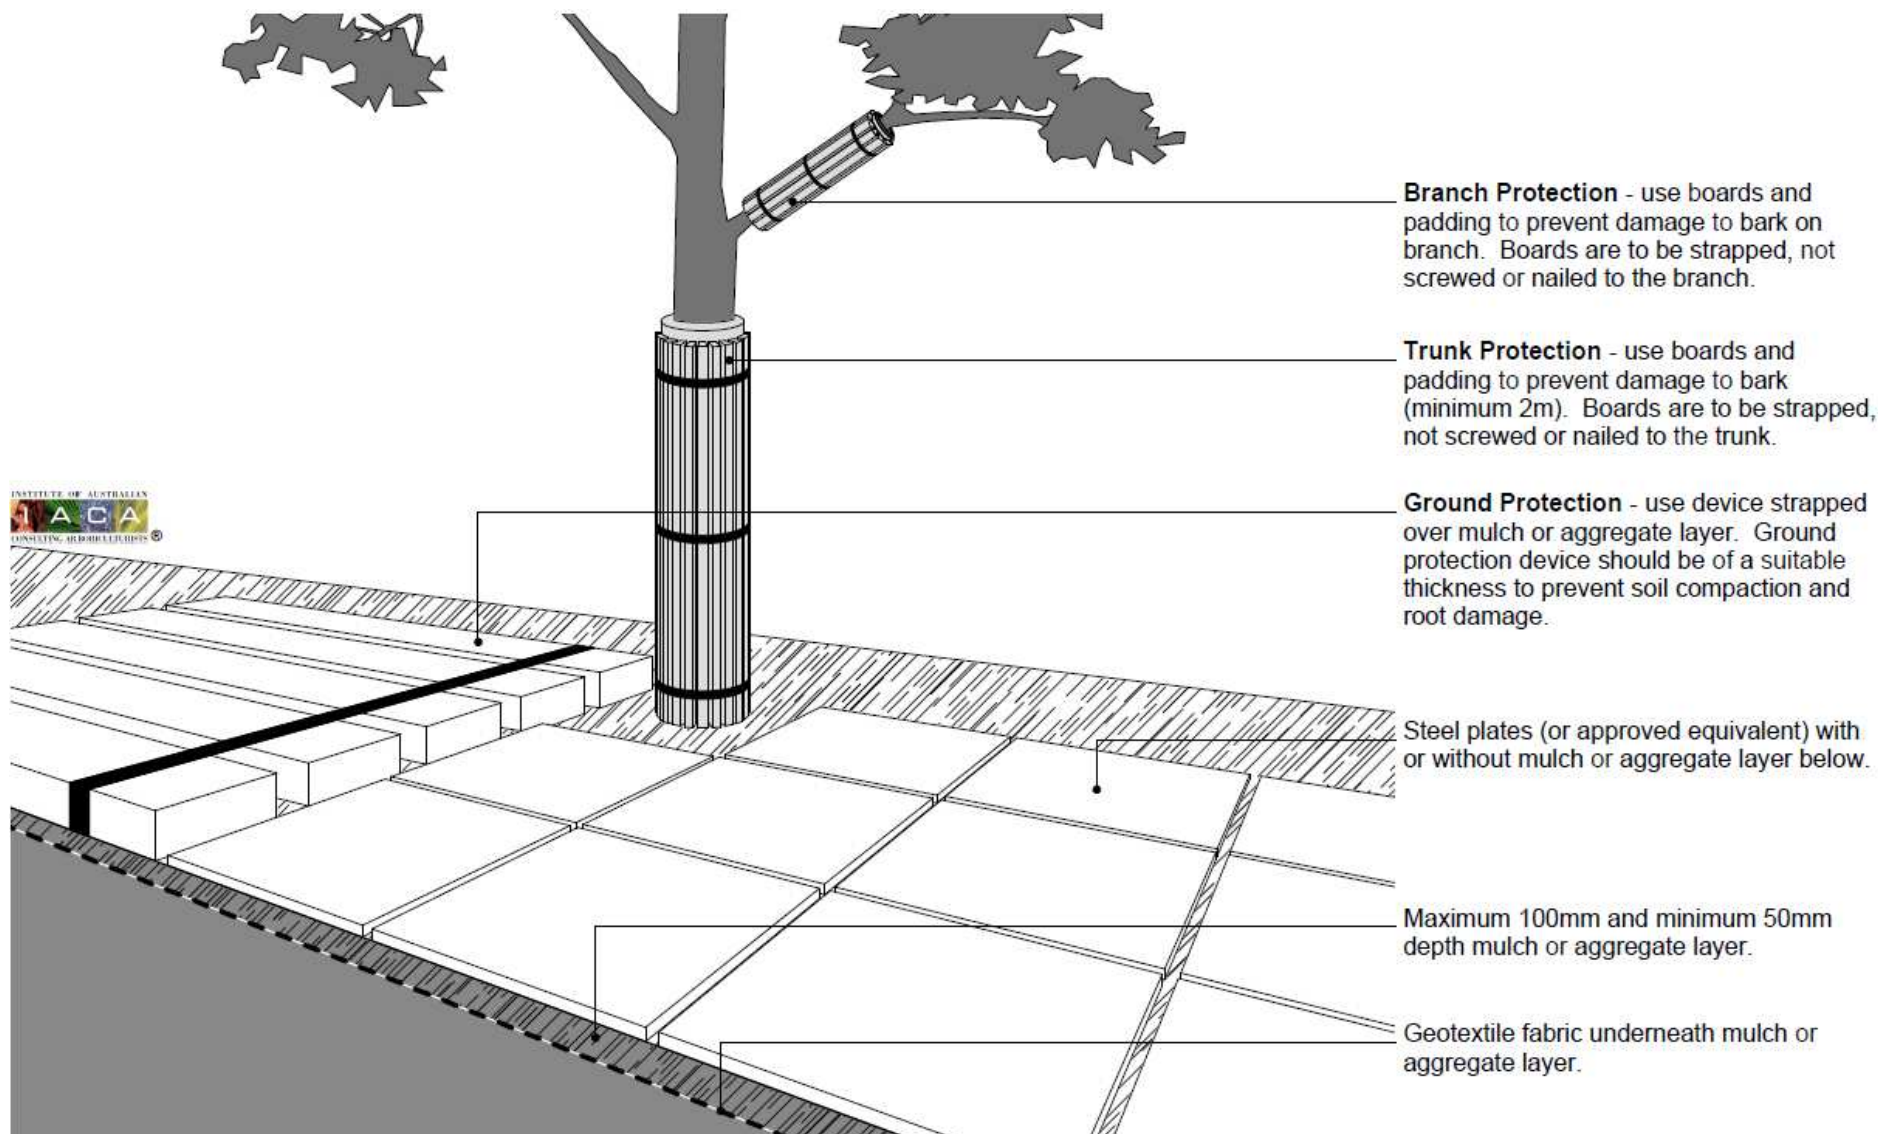 Branch Protection - use boards and
padding to prevent damage to bark on
branch. Boards are to be strapped, not
screwed or nailed to the branch.
Trunk Protection - use boards and
padding to prevent damage to bark
(minimum 2m). Boards are to be strapped,
not screwed or nailed to the trunk.
INSTITUTE OF AUSTRALIAN
IACA
CONSULTING ARBORICULTURISTS ®
Ground Protection - use device strapped
over mulch or aggregate layer. Ground
protection device should be of a suitable
thickness to prevent soil compaction and
root damage.
Steel plates (or approved equivalent) with
or without mulch or aggregate layer below.
Maximum 100mm and minimum 50mm
depth mulch or aggregate layer.
Geotextile fabric underneath mulch or
aggregate layer.